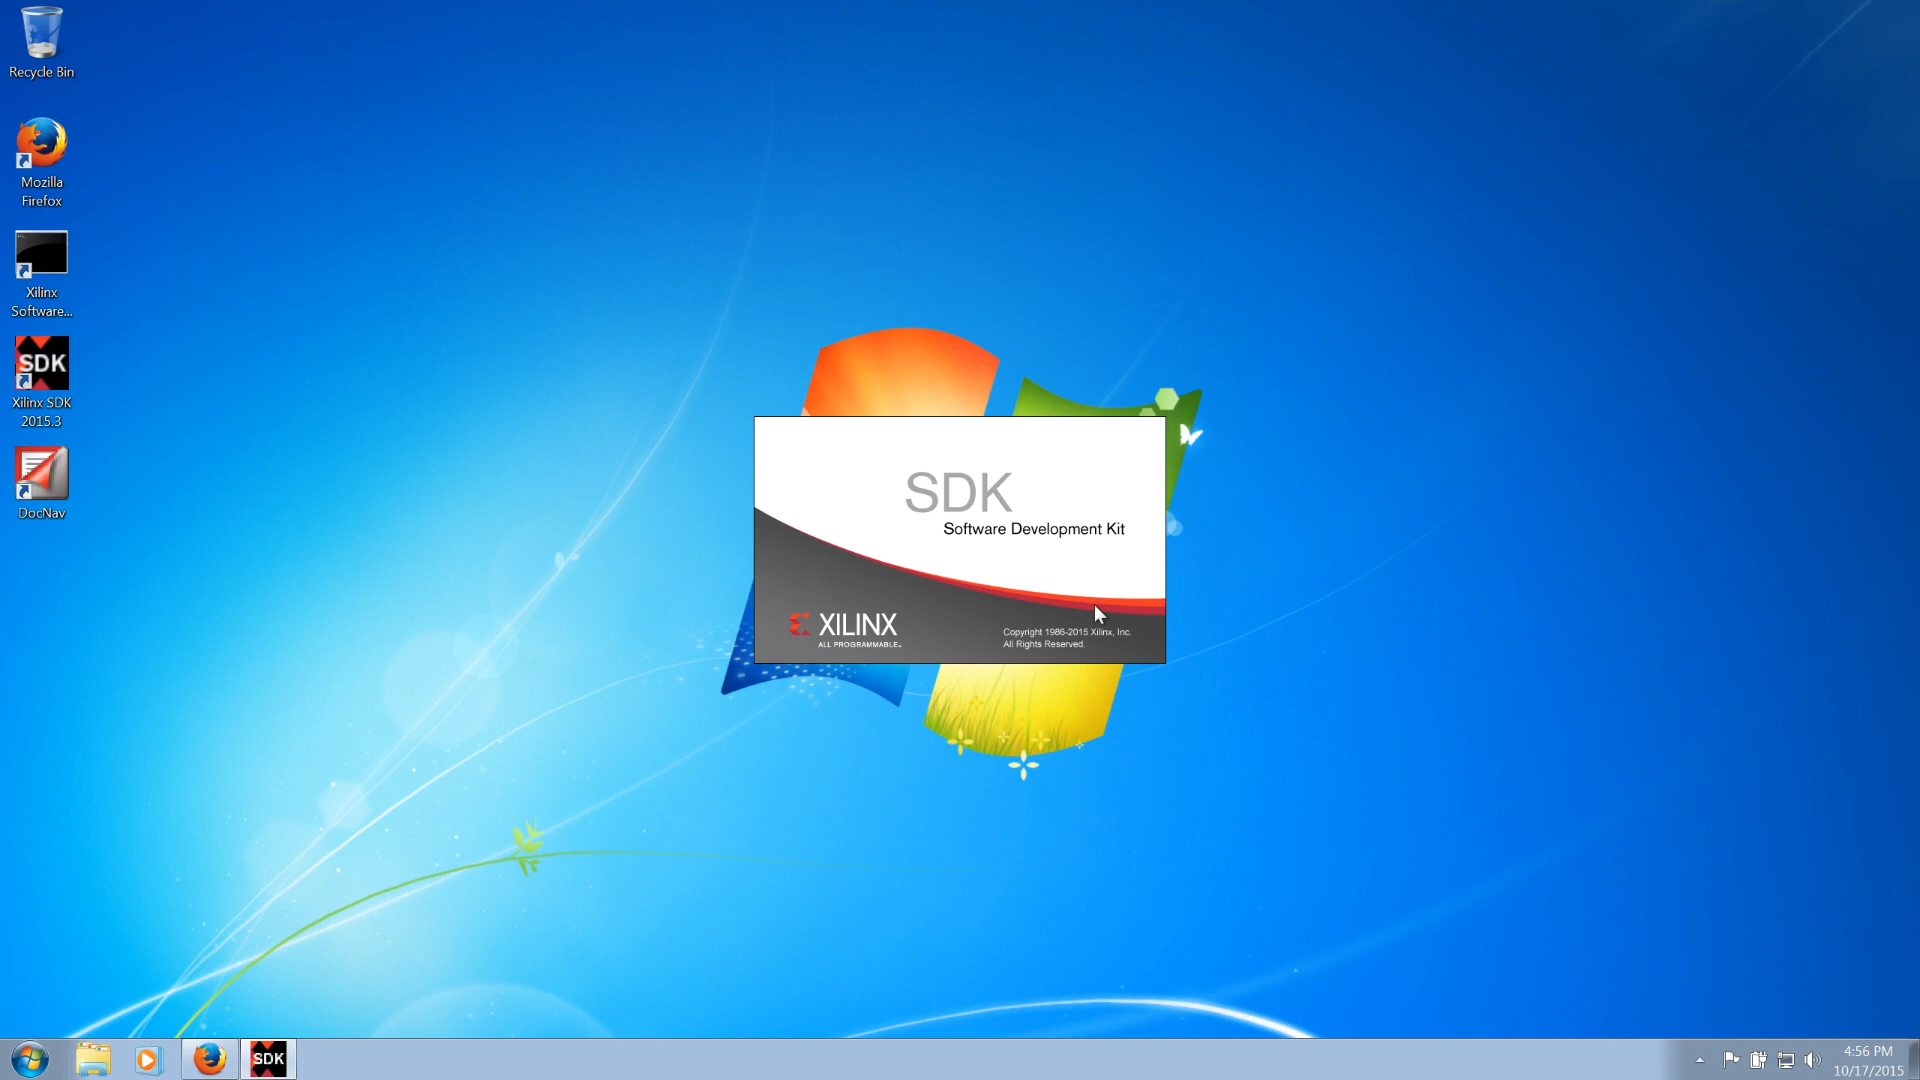 Recycle Bin
Mozilla
Firefox
Xilinx
Software...
SDK
Xilinx SDK
2015.3
DocNav
SDK
Software Development Kit
XILINX
ALL PROGRAMMABLE™
Copyright 1986-2015 Xilinx, Inc.
All Rights Reserved.
SDK
4:56 PM
10/17/2015